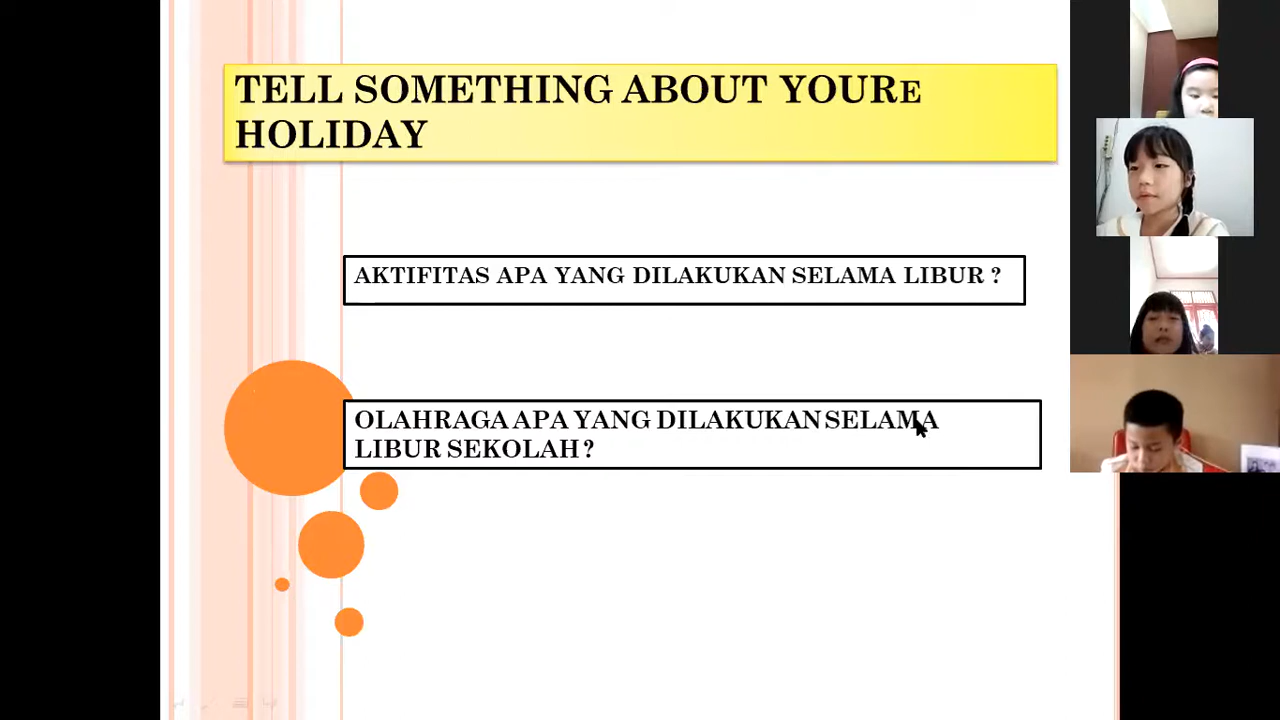 TELL SOMETHING ABOUT YOURE
HOLIDAY
AKTIFITAS APA YANG DILAKUKAN SELAMA LIBUR ?
OLAHRAGA APA YANG DILAKUKAN SELAMA
LIBUR SEKOLAH ?